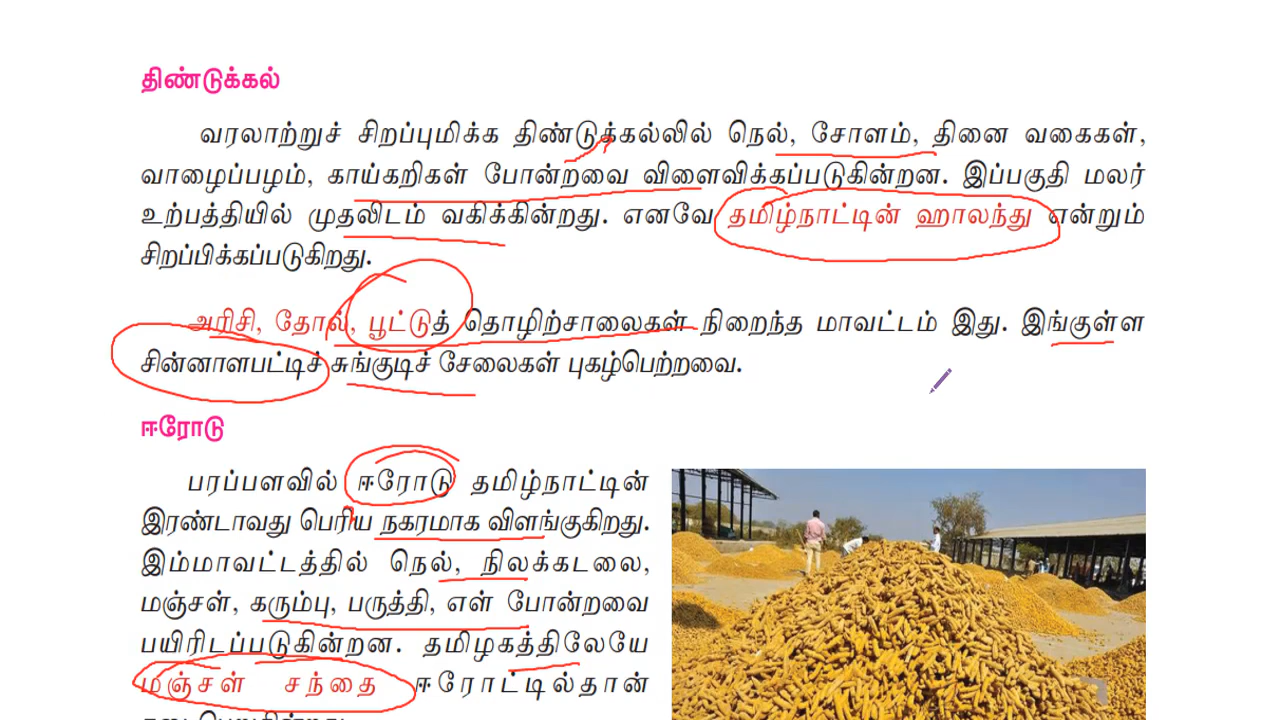 திண்டுக்கல்
வரலாற்றுச் சிறப்புமிக்க திண்டுக்கல்லில் நெல், சோளம், தினை வகைகள்,
வாழைப்பழம், காய்கறிகள் போன்றவை விளைவிக்கப்படுகின்றன. இப்பகுதி மலர்
உற்பத்தியில் முதலிடம் வகிக்கின்றது. எனவே தமிழ்நாட்டின் ஹாலந்து என்றும்
சிறப்பிக்கப்படுகிறது.
அரிசி, தோல், பூட்டுத் தொழிற்சாலைகள் நிறைந்த மாவட்டம் இது. இங்குள்ள
சின்னாளபட்டிச் சுங்குடிச் சேலைகள் புகழ்பெற்றவை.
ஈரோடு
பரப்பளவில் ஈரோடு தமிழ்நாட்டின்
இரண்டாவது பெரிய நகரமாக விளங்குகிறது.
இம்மாவட்டத்தில் நெல், நிலக்கடலை,
மஞ்சள், கரும்பு, பருத்தி, எள் போன்றவை
பயிரிடப்படுகின்றன. தமிழகத்திலேயே
மஞ்சள் சந்தை ஈரோட்டில்தான்